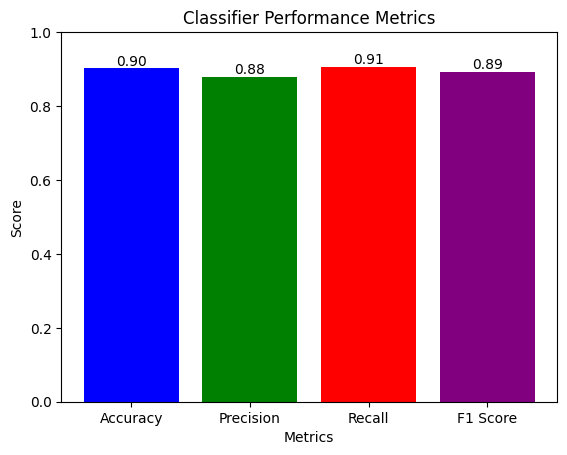 Classifier Performance Metrics
1.0
0.8
0.6
0.4
0.2
0.0
Score
0.90
0.88
0.91
0.89
Accuracy Precision Recall F1 Score
Metrics